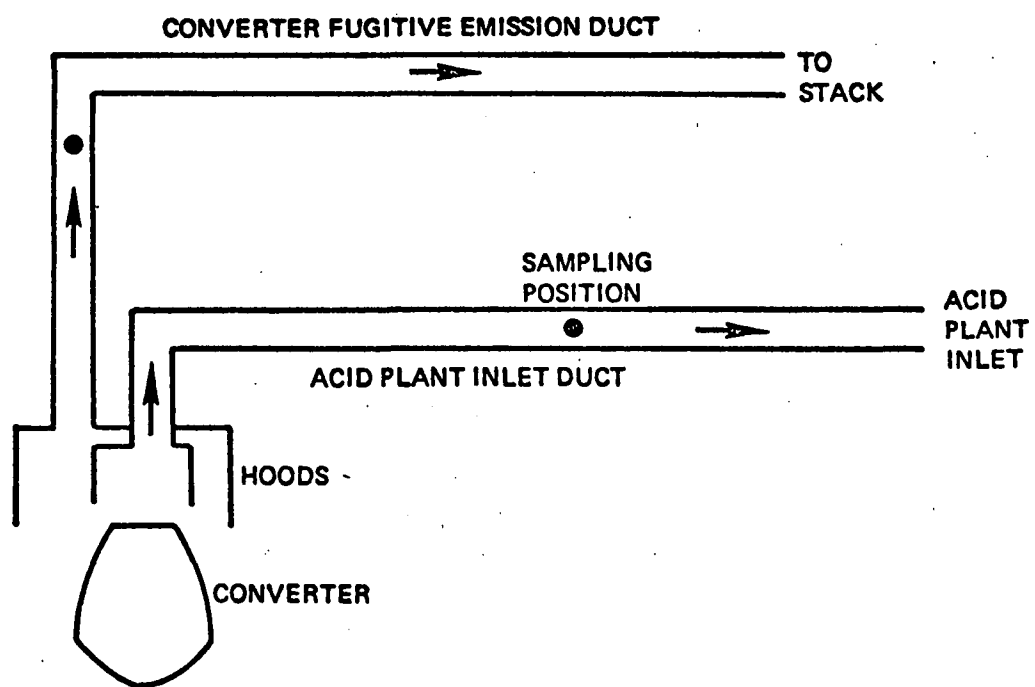 CONVERTER FUGITIVE EMISSION DUCT
TO
STACK
SAMPLING
POSITION
ACID
PLANT
INLET
ACID PLANT INLET DUCT
HOODS
CONVERTER